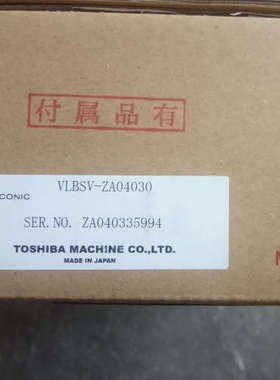 付属品有
VLBSV-ZA04030
CONIC
SER.NO. ZA040335994
TOSHIBA MACHINE CO.,LTD.
MADE IN JAPAN